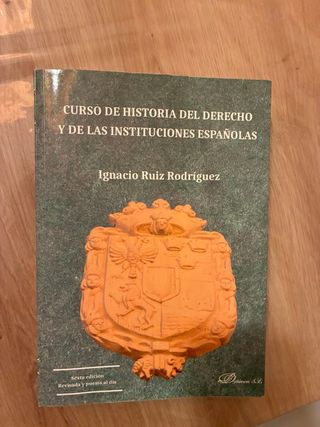 CURSO DE HISTORIA DEL DERECHO
Y DE LAS INSTITUCIONES ESPAÑOLAS
Ignacio Ruiz Rodríguez
Sexta edición
Revisada y puesta al día
Dykinson, S.L.